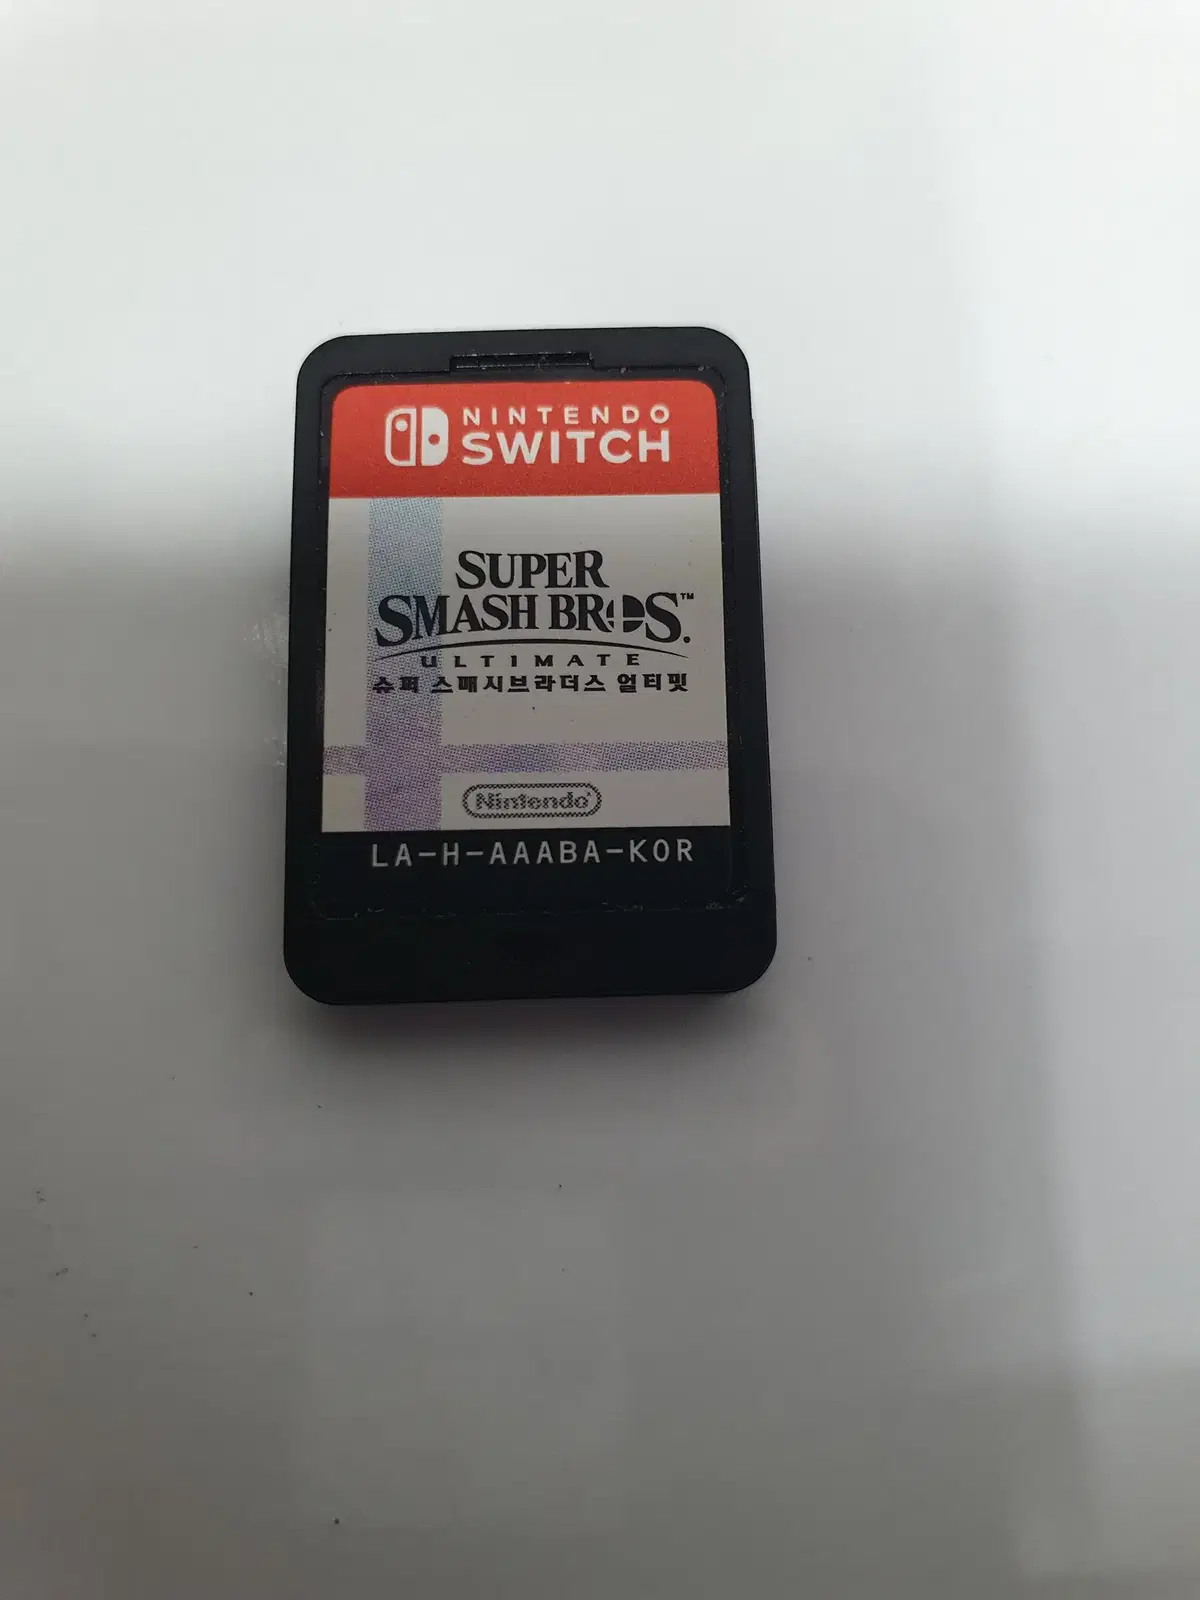 NINTENDO
SWITCH
SUPER
SMASH BROS.™
ULTIMATE
슈퍼 스매시브라더스 얼티밋
Nintendo
LA-H-AAABA-KOR